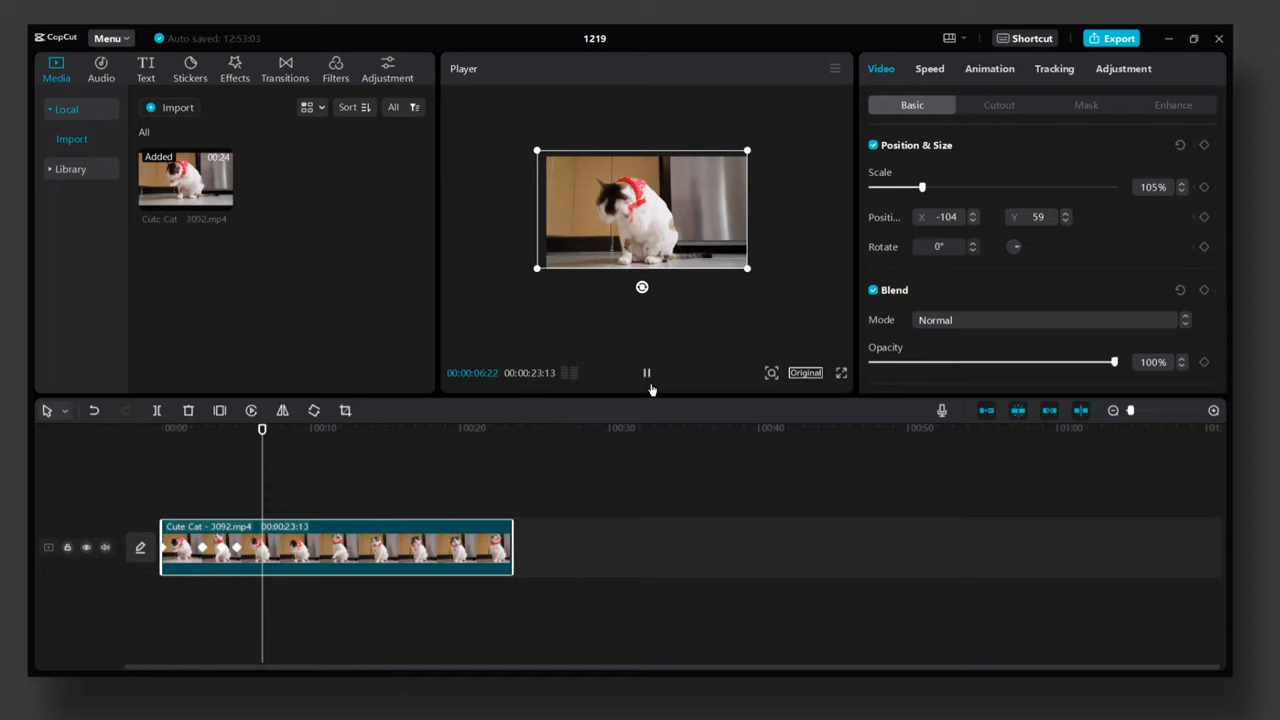 CapCut Menu Auto saved: 12:53:03 1219 Shortcut Export
Media Audio Text Stickers Effects Transitions Filters Adjustment
Player
Video Speed Animation Tracking Adjustment
Local
Import
Library
Import Sort All
All
Added 00:24
Cute Cat 3092.mp4
00:00:06:22 00:00:23:13 Original
Basic Cutout Mask Enhance
Position & Size
Scale
105%
Positi... X -104 Y 59
Rotate 0°
Blend
Mode Normal
Opacity
100%
00:00 00:10 00:20 00:30 00:40 00:50 01:00 01:
Cute Cat - 3092.mp4 00:00:23:13